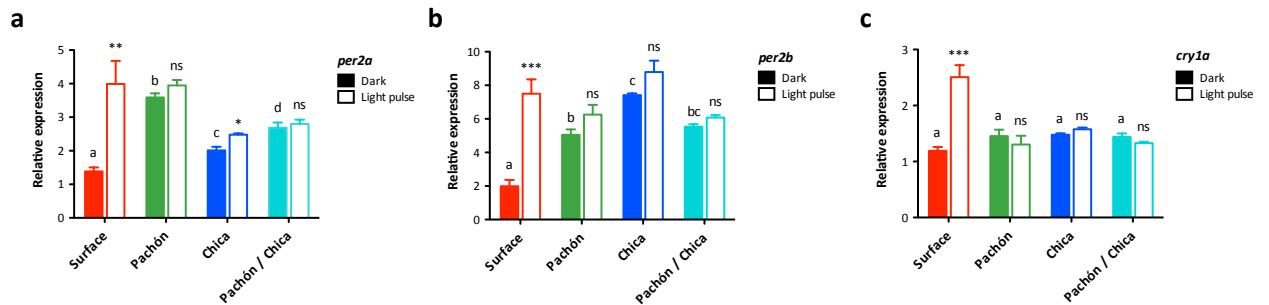 a
per2a
Dark
Light pulse
Relative expression
5
4
3
2
1
0
a
**
b
ns
c
*
d
ns
Surface
Pachón
Chica
Pachón / Chica
b
per2b
Dark
Light pulse
Relative expression
10
8
6
4
2
0
a
***
b
ns
c
ns
bc
ns
Surface
Pachón
Chica
Pachón / Chica
c
cry1a
Dark
Light pulse
Relative expression
3
2
1
0
a
***
a
ns
a
ns
a
ns
Surface
Pachón
Chica
Pachón / Chica